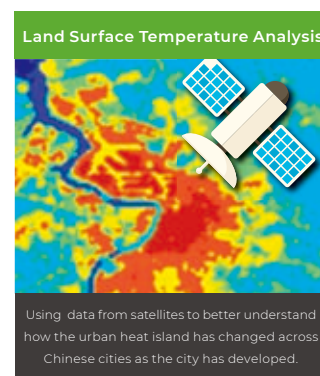 Land Surface Temperature Analysis
Using data from satellites to better understand
how the urban heat island has changed across
Chinese cities as the city has developed.